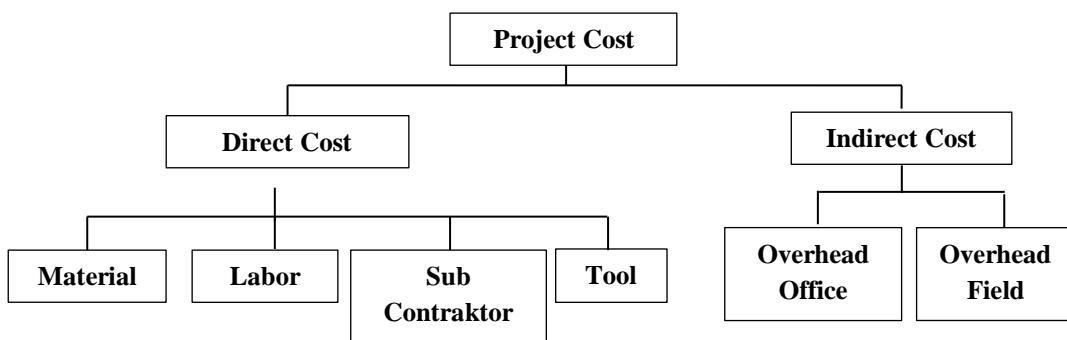 Project Cost
Direct Cost
Indirect Cost
Material
Labor
Sub
Contraktor
Tool
Overhead
Office
Overhead
Field